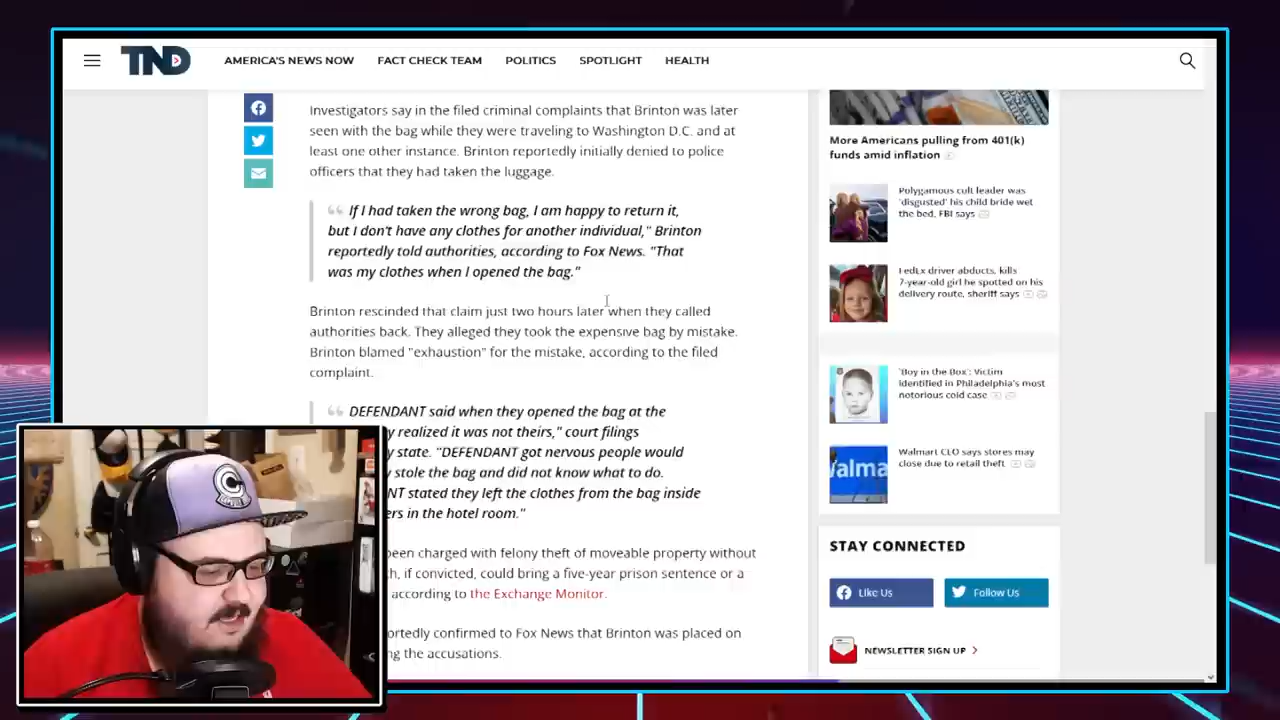 TND
AMERICA'S NEWS NOW
FACT CHECK TEAM
POLITICS
SPOTLIGHT
HEALTH
Investigators say in the filed criminal complaints that Brinton was later
seen with the bag while they were traveling to Washington D.C. and at
least one other instance. Brinton reportedly initially denied to police
officers that they had taken the luggage.
If I had taken the wrong bag, I am happy to return it,
but I don't have any clothes for another individual," Brinton
reportedly told authorities, according to Fox News. "That
was my clothes when I opened the bag."
Brinton rescinded that claim just two hours later when they called
authorities back. They alleged they took the expensive bag by mistake.
Brinton blamed "exhaustion" for the mistake, according to the filed
complaint.
DEFENDANT said when they opened the bag at the
y realized it was not theirs," court filings
y state. "DEFENDANT got nervous people would
y stole the bag and did not know what to do.
NT stated they left the clothes from the bag inside
ers in the hotel room."
been charged with felony theft of moveable property without
h, if convicted, could bring a five-year prison sentence or a
according to the Exchange Monitor.
ortedly confirmed to Fox News that Brinton was placed on
ng the accusations.
More Americans pulling from 401(k)
funds amid inflation
Polygamous cult leader was
'disgusted' his child bride wet
the bed, FBI says
FedEx driver abducts, kills
7-year-old girl he spotted on his
delivery route, sheriff says
'Boy in the Box': Victim
identified in Philadelphia's most
notorious cold case
Walmart CEO says stores may
close due to retail theft
STAY CONNECTED
Like Us
Follow Us
NEWSLETTER SIGN UP